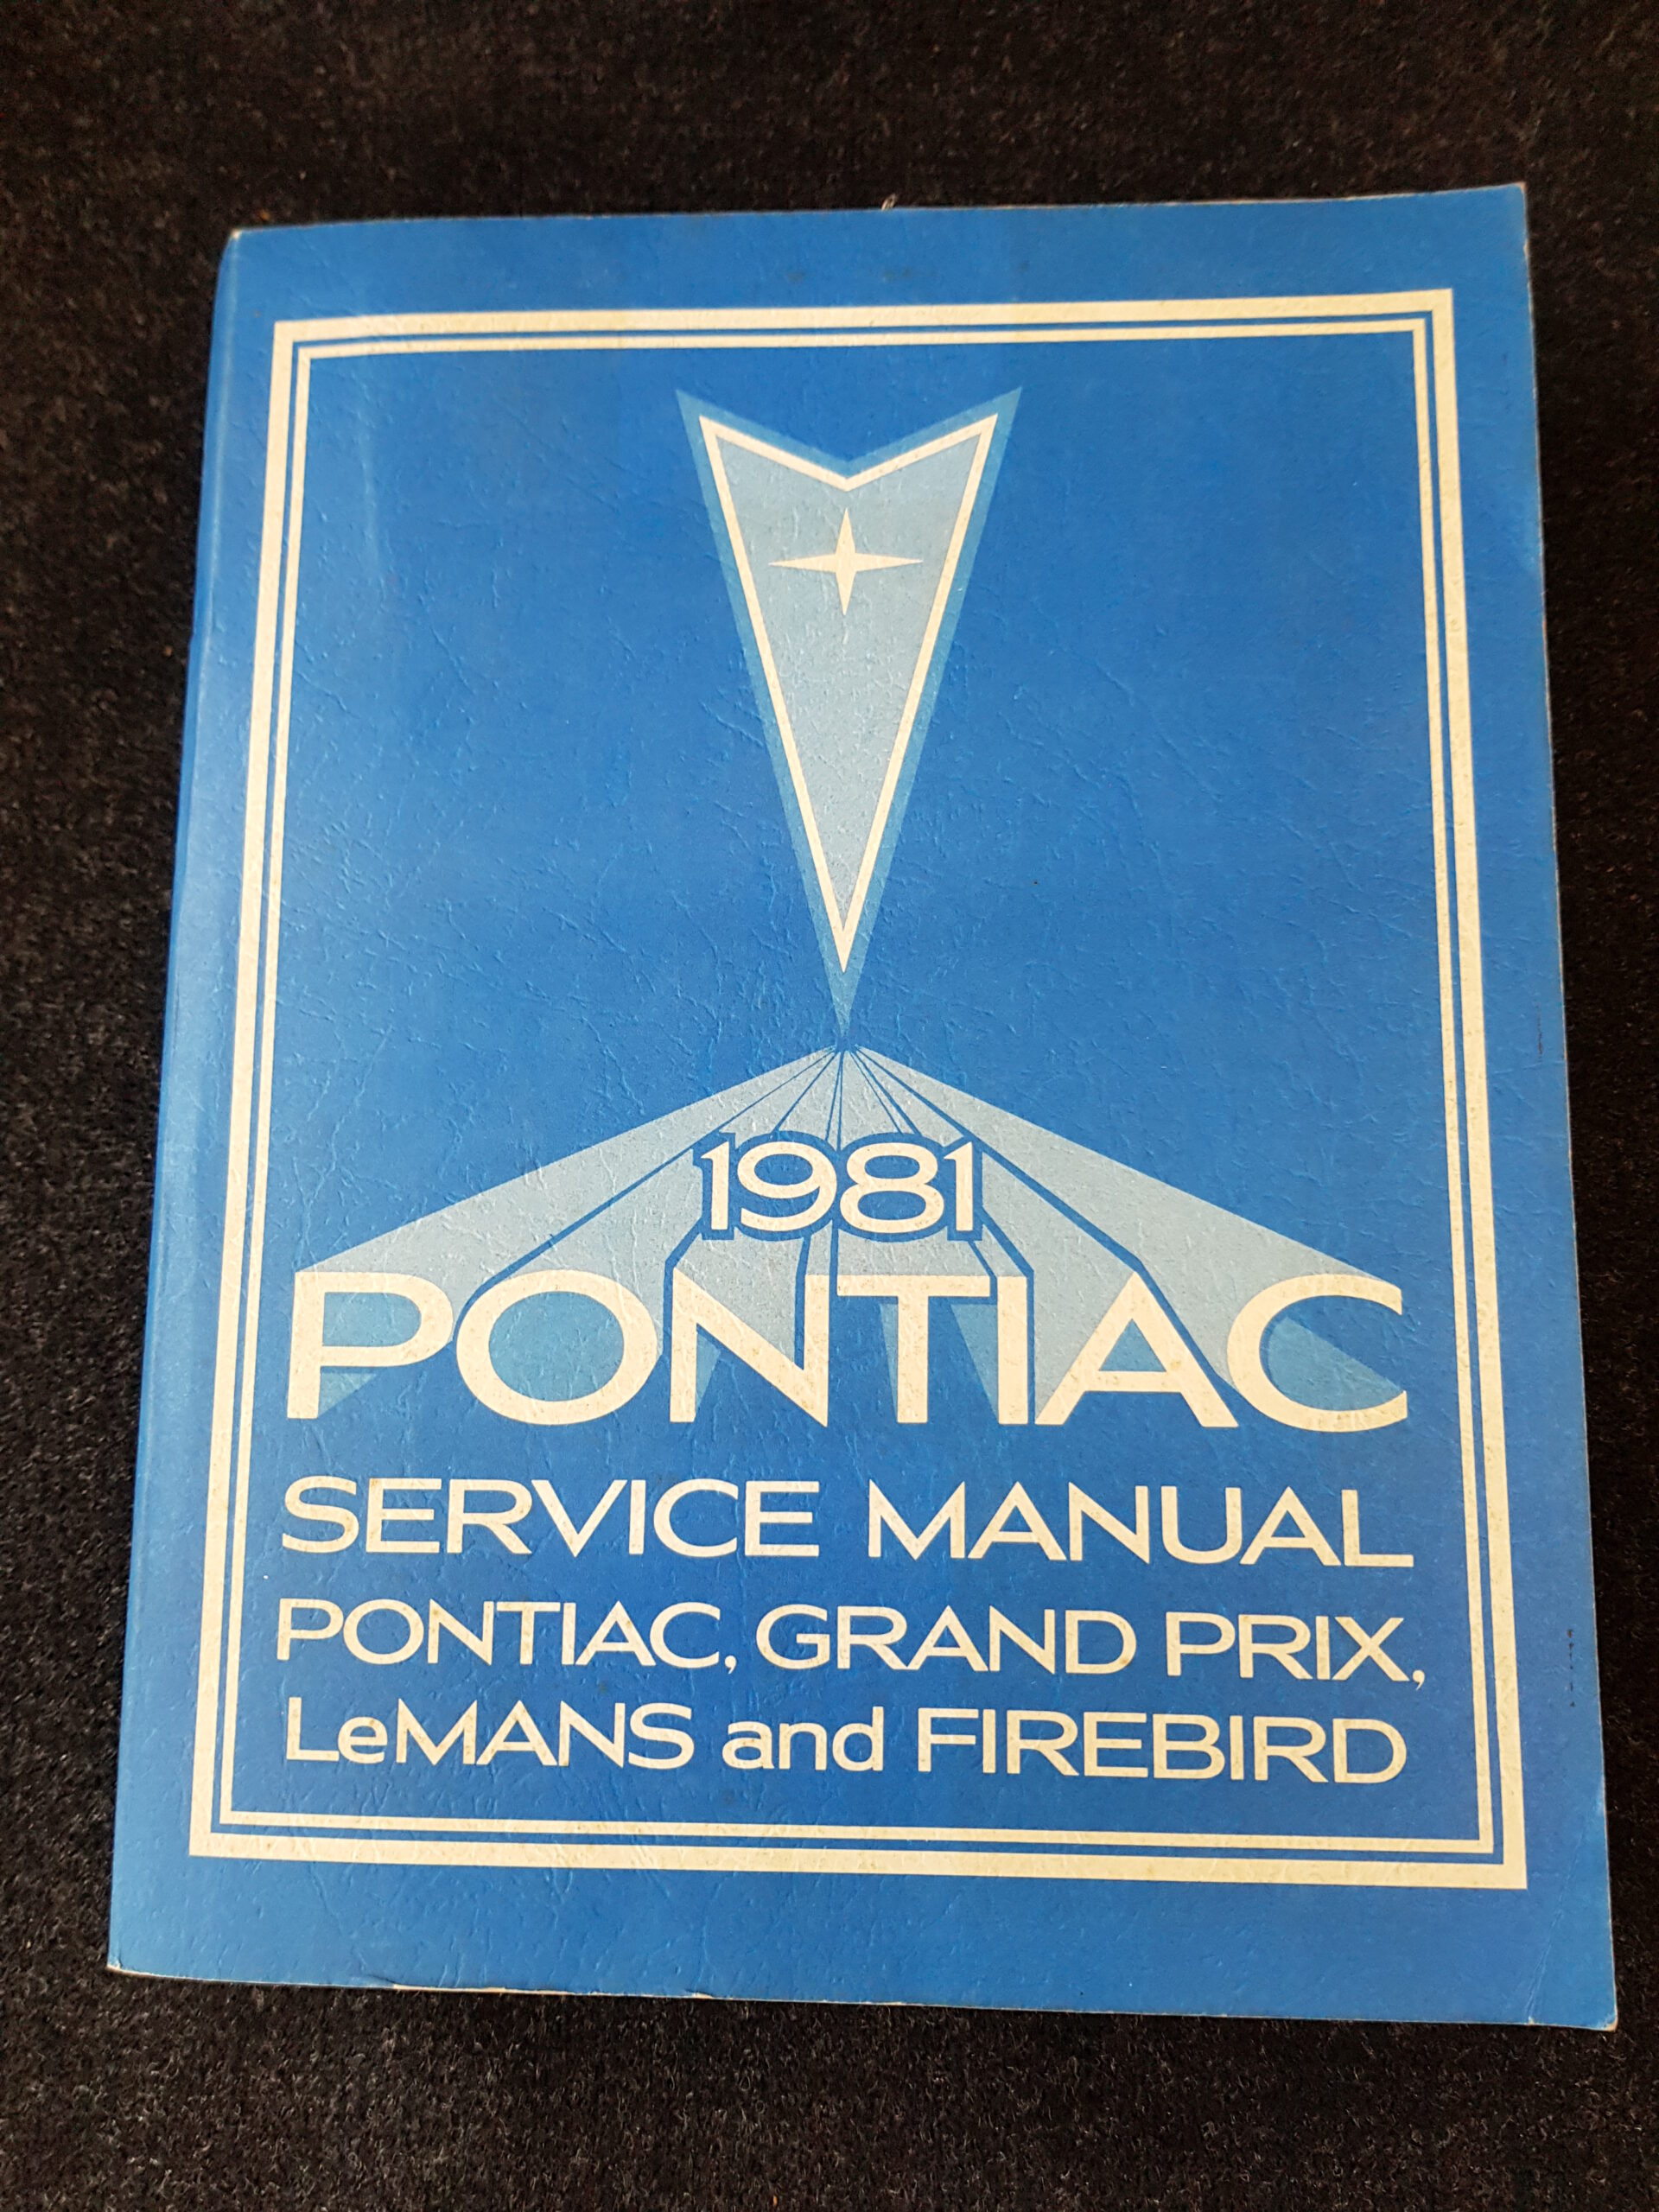 1981
PONTIAC
SERVICE MANUAL
PONTIAC, GRAND PRIX,
LeMANS and FIREBIRD